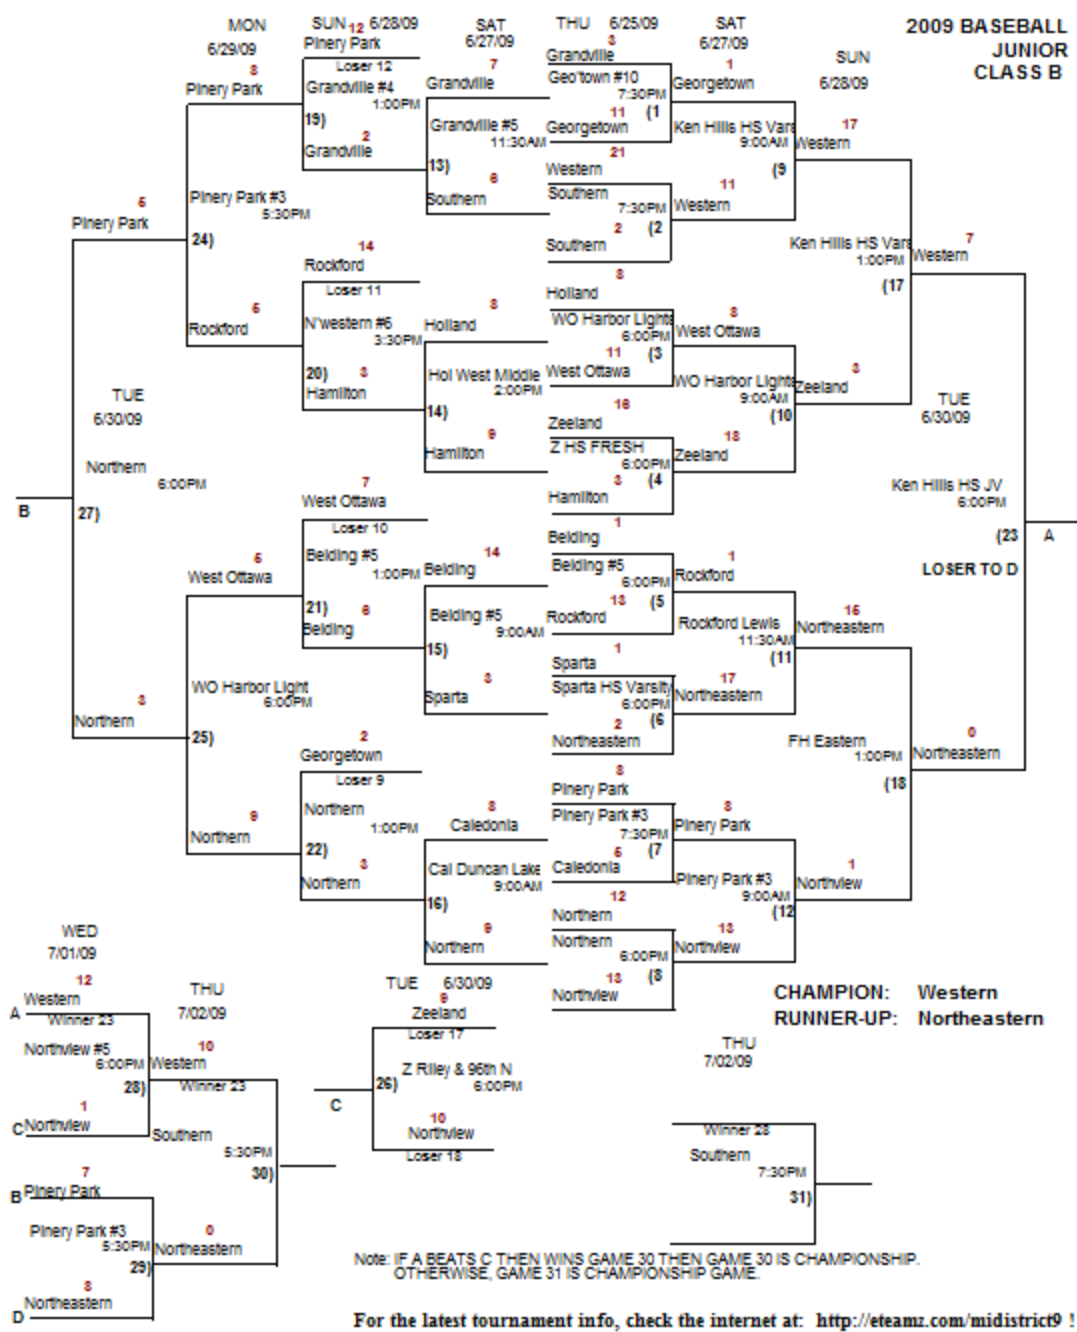 2009 BASEBALL
JUNIOR
CLASS B
MON
6/29/09
SUN 6/28/09
SAT
6/27/09
THU 6/25/09
SAT
6/27/09
SUN
6/28/09
12
Pinery Park
Loser 12
Grandville #4
1:00PM
19)
2
Grandville
8
Pinery Park
Pinery Park #3
5:30PM
24)
5
Rockford
14
Rockford
Loser 11
N'western #6
3:30PM
20)
3
Hamilton
5
Pinery Park
TUE
6/30/09
Northern
6:00PM
B
27)
3
Northern
7
West Ottawa
Loser 10
Belding #5
1:00PM
21)
6
Belding
5
West Ottawa
WO Harbor Light
6:00PM
25)
9
Northern
2
Georgetown
Loser 9
Northern
1:00PM
22)
3
Northern
7
Grandville
Grandville #5
11:30AM
13)
6
Southern
8
Holland
Hol West Middle
2:00PM
14)
9
Hamilton
14
Belding
Belding #5
9:00AM
15)
3
Sparta
8
Caledonia
Cal Duncan Lake
9:00AM
16)
9
Northern
3
Grandville
Geo'town #10
7:30PM
(1
11
Georgetown
21
Western
Southern
7:30PM
(2
2
Southern
8
Holland
WO Harbor Lights
6:00PM
(3
11
West Ottawa
16
Zeeland
Z HS FRESH
6:00PM
(4
3
Hamilton
1
Belding
Belding #5
6:00PM
(5
13
Rockford
1
Sparta
Sparta HS Varsity
6:00PM
(6
2
Northeastern
8
Pinery Park
Pinery Park #3
7:30PM
(7
5
Caledonia
12
Northern
Northern
6:00PM
(8
13
Northview
1
Georgetown
Ken Hills HS Vars
9:00AM
(9
11
Western
8
West Ottawa
WO Harbor Lights
9:00AM
(10
13
Zeeland
1
Rockford
Rockford Lewis
11:30AM
(11
17
Northeastern
8
Pinery Park
Pinery Park #3
9:00AM
(12
13
Northview
17
Western
Ken Hills HS Vars
1:00PM
(17
3
Zeeland
15
Northeastern
FH Eastern
1:00PM
(18
1
Northview
7
Western
TUE
6/30/09
Ken Hills HS JV
6:00PM
(23
A
LOSER TO D
0
Northeastern
CHAMPION: Western
RUNNER-UP: Northeastern
WED
7/01/09
12
Western
A
Winner 23
Northview #5
6:00PM
28)
1
C Northview
7
B Pinery Park
Pinery Park #3
5:30PM
29)
8
Northeastern
D
THU
7/02/09
10
Western
Winner 23
Southern
5:30PM
30)
0
Northeastern
TUE 6/30/09
9
Zeeland
Loser 17
Z Riley & 96th N
6:00PM
26)
C
10
Northview
Loser 18
THU
7/02/09
Winner 28
Southern
7:30PM
31)
Note: IF A BEATS C THEN WINS GAME 30 THEN GAME 30 IS CHAMPIONSHIP.
OTHERWISE, GAME 31 IS CHAMPIONSHIP GAME.
For the latest tournament info, check the internet at: http://eteamz.com/midistrict9 !